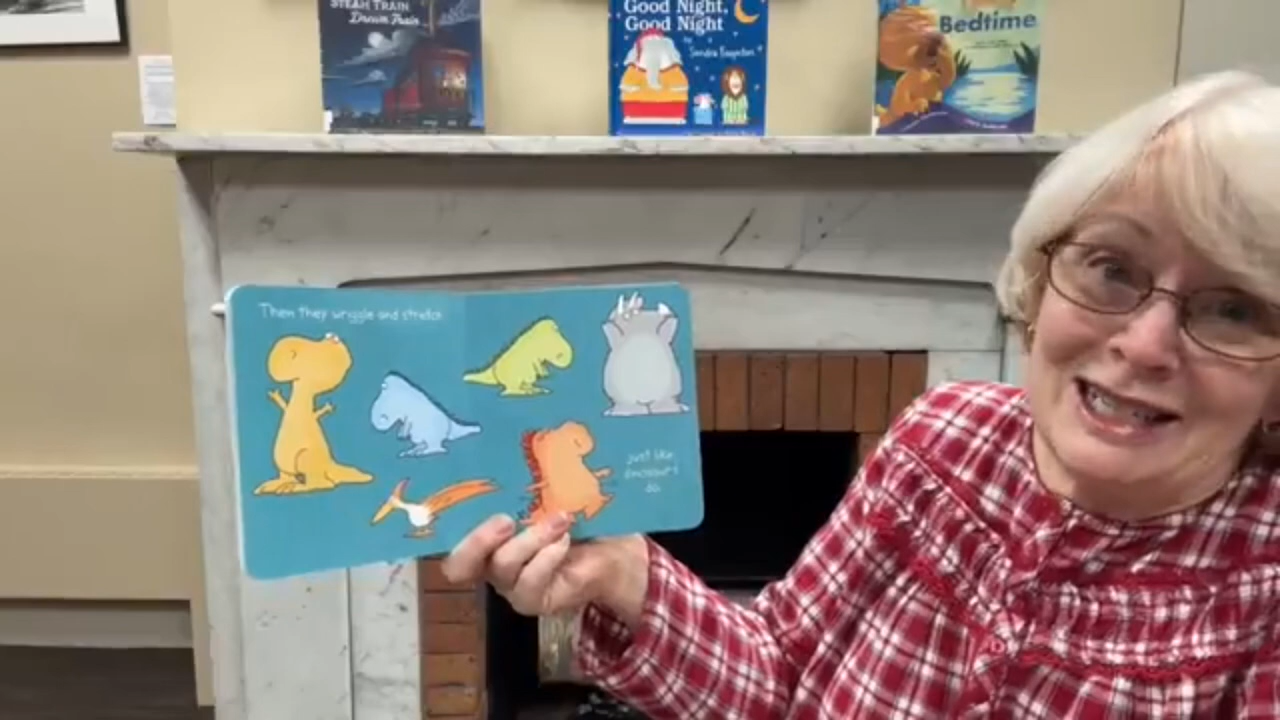 STEAM TRAIN
Dream Train
Good Night,
Good Night
by
Sandra Boynton
Bedtime
Then they wriggle and stretch
just like
dinosaurs
do.